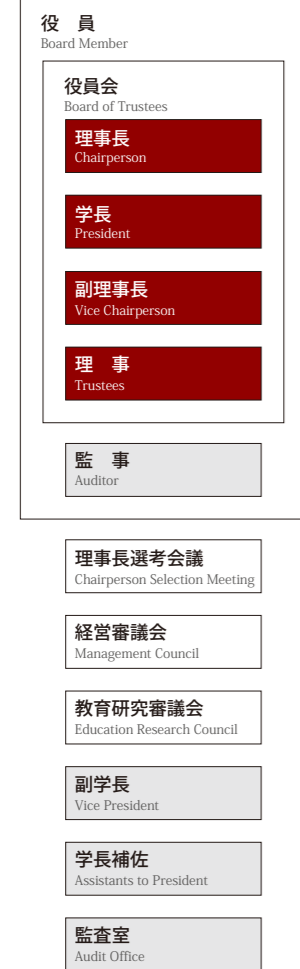 役　員
Board Member
役員会
Board of Trustees
理事長
Chairperson
学長
President
副理事長
Vice Chairperson
理　事
Trustees
監　事
Auditor
理事長選考会議
Chairperson Selection Meeting
経営審議会
Management Council
教育研究審議会
Education Research Council
副学長
Vice President
学長補佐
Assistants to President
監査室
Audit Office